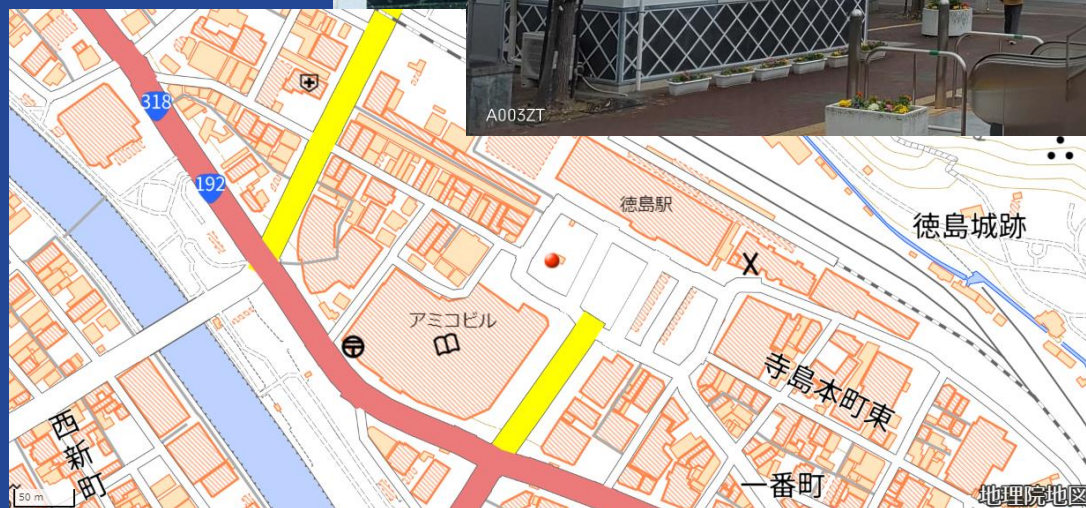 A003ZT
318
192
徳島駅
徳島城跡
アミコビル
寺島本町東
西新町
一番町
50 m
地理院地図